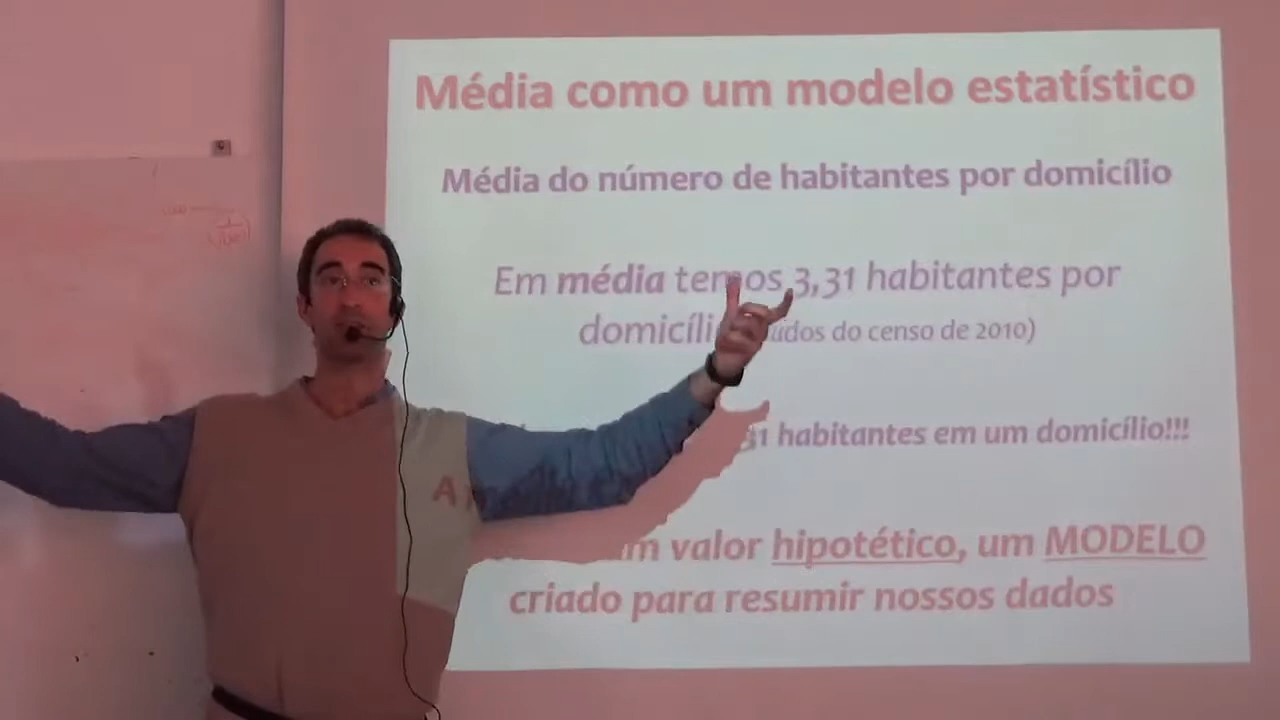 Média como um modelo estatístico
Média do número de habitantes por domicílio
Em média temos 3,31 habitantes por
domicíli udos do censo de 2010)
31 habitantes em um domicílio!!!
A m valor hipotético, um MODELO
criado para resumir nossos dados